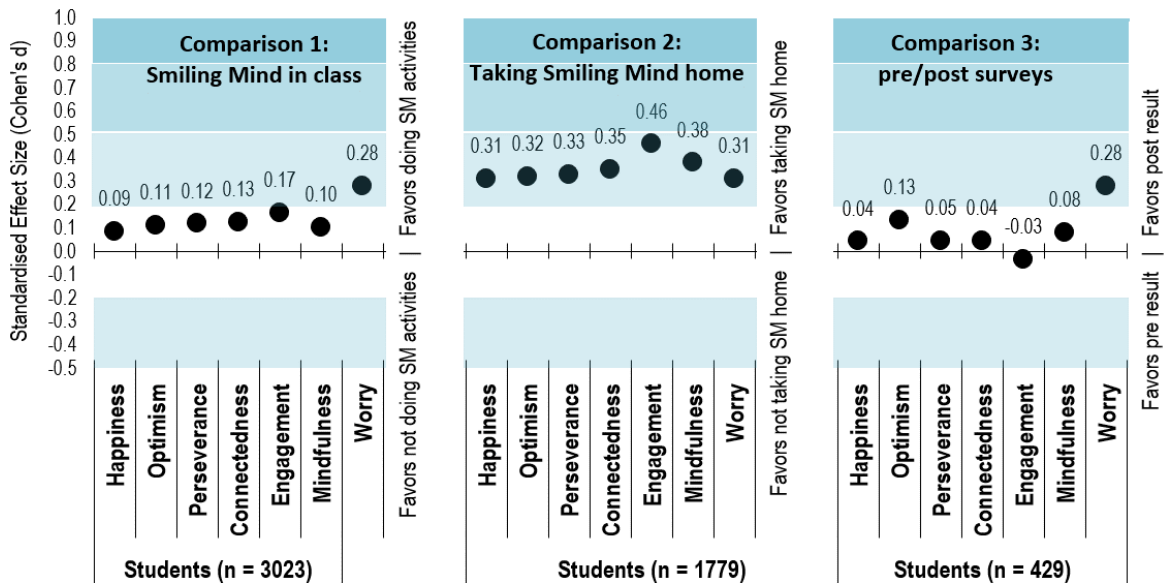 Standardised Effect Size (Cohen's d)
1.0
0.9
0.8
0.7
0.6
0.5
0.4
0.3
0.2
0.1
0.0
-0.1
-0.2
-0.3
-0.4
-0.5
Comparison 1:
Smiling Mind in class
0.09
0.11
0.12
0.13
0.17
0.10
0.28
Happiness
Optimism
Perseverance
Connectedness
Engagement
Mindfulness
Worry
Students (n = 3023)
Favors not doing SM activities | Favors doing SM activities
Comparison 2:
Taking Smiling Mind home
0.31
0.32
0.33
0.35
0.46
0.38
0.31
Happiness
Optimism
Perseverance
Connectedness
Engagement
Mindfulness
Worry
Students (n = 1779)
Favors not taking SM home | Favors taking SM home
Comparison 3:
pre/post surveys
0.04
0.13
0.05
0.04
-0.03
0.08
0.28
Happiness
Optimism
Perseverance
Connectedness
Engagement
Mindfulness
Worry
Students (n = 429)
Favors pre result | Favors post result